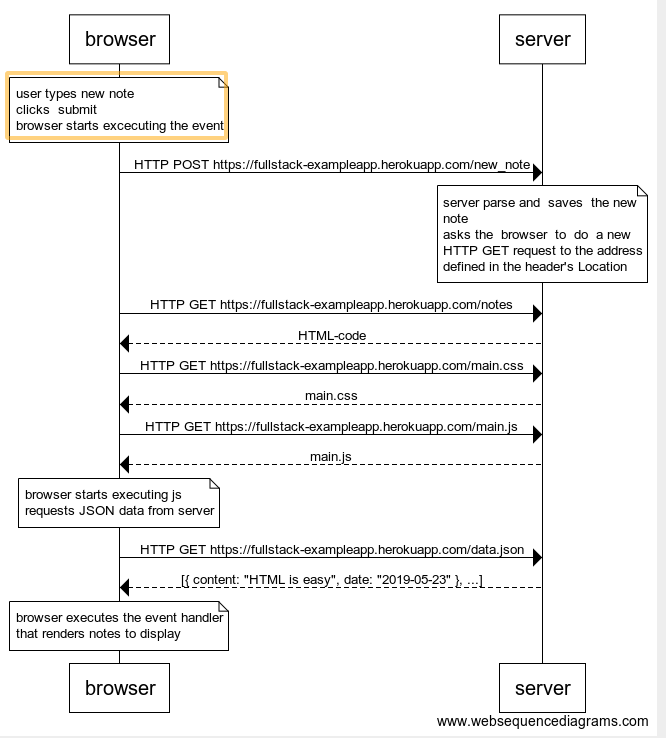 browser
server
user types new note
clicks  submit
browser starts excecuting the event
HTTP POST https://fullstack-exampleapp.herokuapp.com/new_note
server parse and  saves  the new
note
asks the  browser  to  do  a new
HTTP GET request to the address
defined in the header's Location
HTTP GET https://fullstack-exampleapp.herokuapp.com/notes
HTML-code
HTTP GET https://fullstack-exampleapp.herokuapp.com/main.css
main.css
HTTP GET https://fullstack-exampleapp.herokuapp.com/main.js
main.js
browser starts executing js
requests JSON data from server
HTTP GET https://fullstack-exampleapp.herokuapp.com/data.json
[{ content: "HTML is easy", date: "2019-05-23" }, ...]
browser executes the event handler
that renders notes to display
browser
server
www.websequencediagrams.com